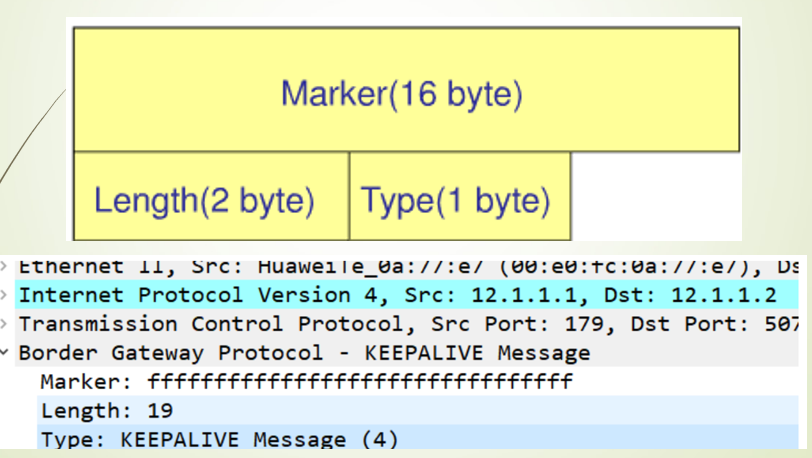 Marker(16 byte)
Length(2 byte) Type(1 byte)
Ethernet II, Src: HuaweiTe_0a:77:e7 (00:e0:fc:0a:77:e7), Ds
Internet Protocol Version 4, Src: 12.1.1.1, Dst: 12.1.1.2
Transmission Control Protocol, Src Port: 179, Dst Port: 507
Border Gateway Protocol - KEEPALIVE Message
Marker: ffffffffffffffffffffffffffffffff
Length: 19
Type: KEEPALIVE Message (4)